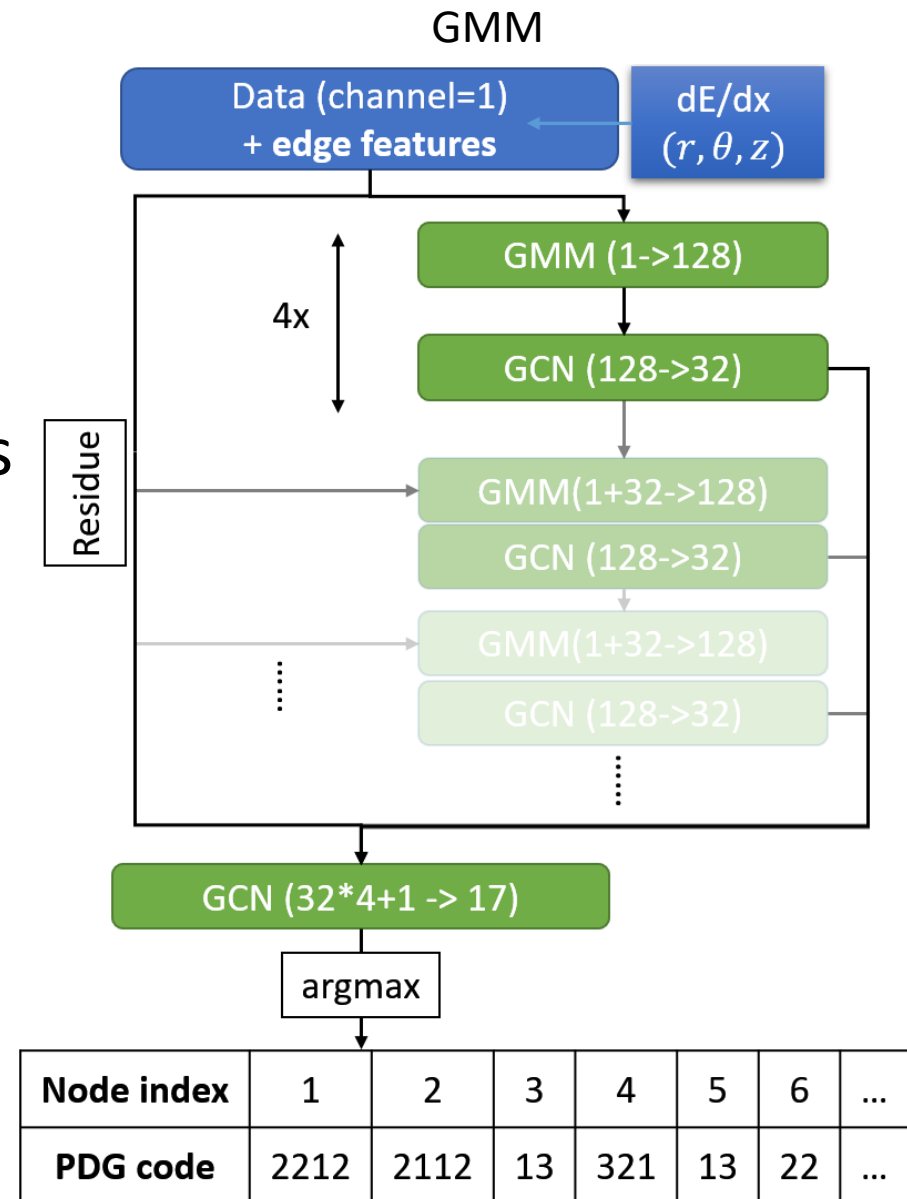 GMM
Data (channel=1)
+ edge features
dE/dx
(r, θ, z)
GMM (1->128)
4x
GCN (128->32)
s
Residue
GMM(1+32->128)
GCN (128->32)
GMM(1+32->128)
GCN (128->32)
GCN (32*4+1 -> 17)
argmax
Node index 1 2 3 4 5 6 ...
PDG code 2212 2112 13 321 13 22 ...